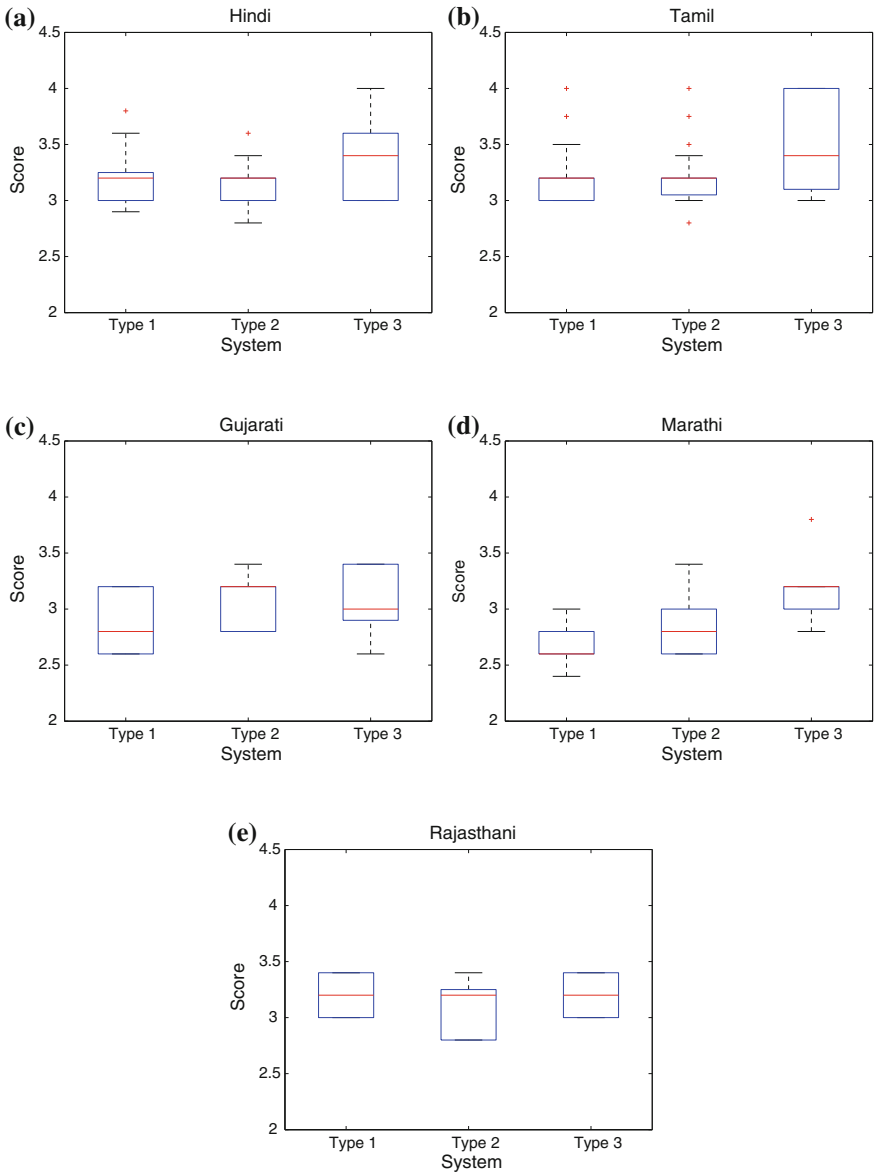 (a) Hindi
4.5
4
3.5
3
2.5
2
Score
Type 1 Type 2 Type 3
System
(b) Tamil
4.5
4
3.5
3
2.5
2
Score
Type 1 Type 2 Type 3
System
(c) Gujarati
4.5
4
3.5
3
2.5
2
Score
Type 1 Type 2 Type 3
System
(d) Marathi
4.5
4
3.5
3
2.5
2
Score
Type 1 Type 2 Type 3
System
(e) Rajasthani
4.5
4
3.5
3
2.5
2
Score
Type 1 Type 2 Type 3
System